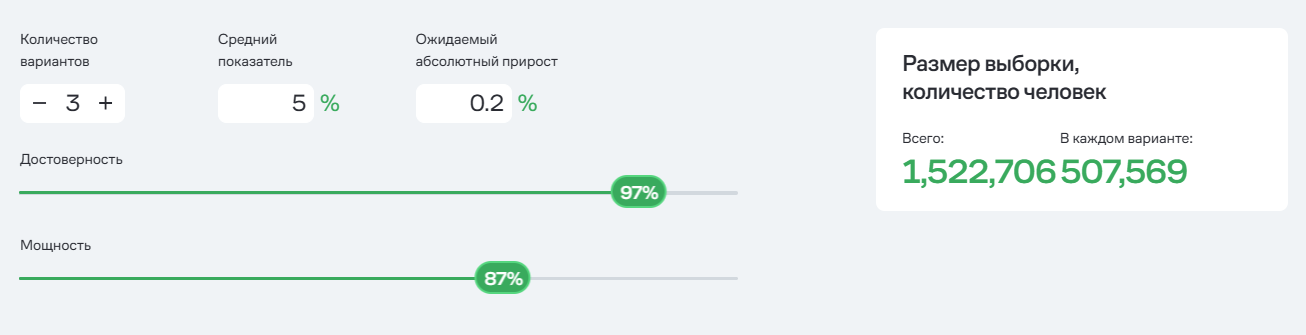 Количество
вариантов
− 3 +
Средний
показатель
5 %
Ожидаемый
абсолютный прирост
0.2 %
Достоверность
97%
Мощность
87%
Размер выборки,
количество человек
Всего:
1,522,706
В каждом варианте:
507,569